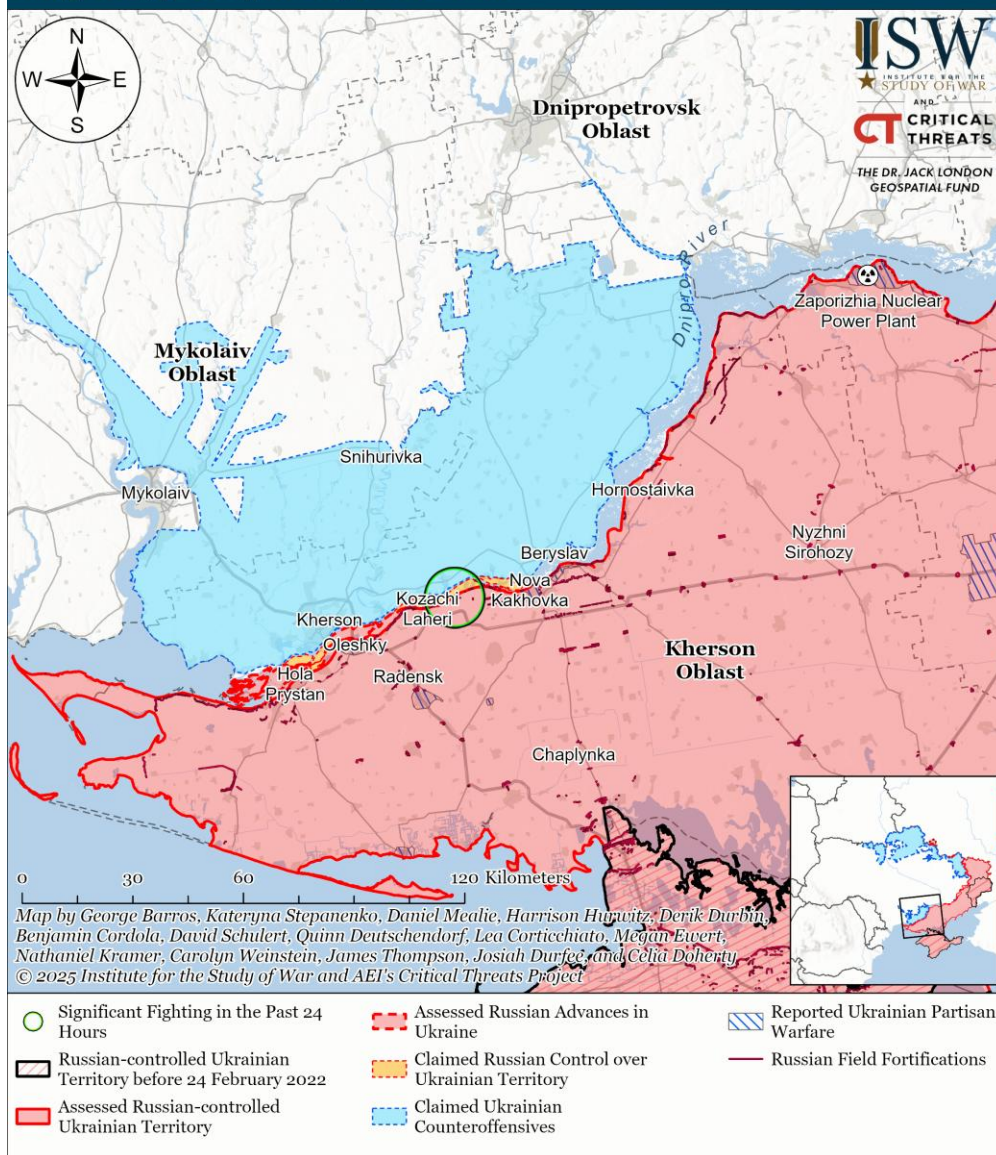 N
W E
S
ISW
INSTITUTE FOR THE
STUDY OF WAR
AND
CT CRITICAL
THREATS
THE DR. JACK LONDON
GEOSPATIAL FUND
Dnipropetrovsk
Oblast
Dnipro River
Zaporizhia Nuclear
Power Plant
Mykolaiv
Oblast
Snihurivka
Mykolaiv
Hornostaivka
Nyzhni
Sirohozy
Beryslav
Nova
Kakhovka
Kozachi
Laheri
Kherson
Oleshky
Hola
Prystan
Radensk
Kherson
Oblast
Chaplynka
0 30 60 120 Kilometers
Map by George Barros, Kateryna Stepanenko, Daniel Mealie, Harrison Hurwitz, Derik Durbin,
Benjamin Cordola, David Schulert, Quinn Deutschendorf, Lea Corticchiato, Megan Ewert,
Nathaniel Kramer, Carolyn Weinstein, James Thompson, Josiah Durfee, and Celia Doherty
© 2025 Institute for the Study of War and AEI's Critical Threats Project
Significant Fighting in the Past 24
Hours
Russian-controlled Ukrainian
Territory before 24 February 2022
Assessed Russian-controlled
Ukrainian Territory
Assessed Russian Advances in
Ukraine
Claimed Russian Control over
Ukrainian Territory
Claimed Ukrainian
Counteroffensives
Reported Ukrainian Partisan
Warfare
Russian Field Fortifications